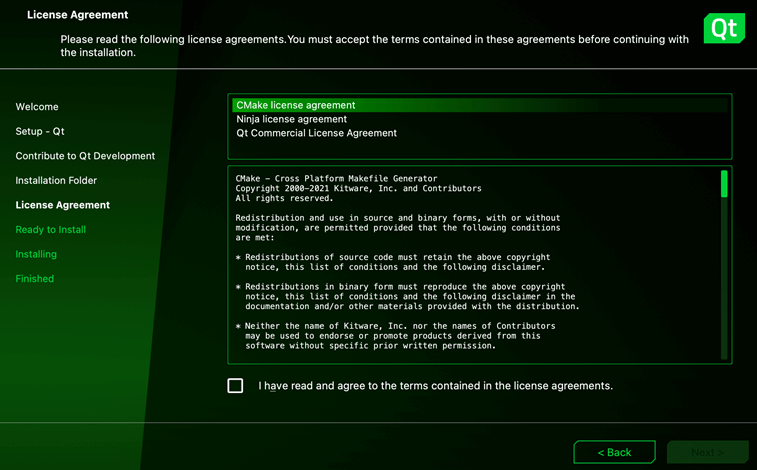 License Agreement
Please read the following license agreements.You must accept the terms contained in these agreements before continuing with
the installation.
Qt
Welcome
Setup - Qt
Contribute to Qt Development
Installation Folder
License Agreement
Ready to Install
Installing
Finished
CMake license agreement
Ninja license agreement
Qt Commercial License Agreement
CMake - Cross Platform Makefile Generator
Copyright 2000-2021 Kitware, Inc. and Contributors
All rights reserved.
Redistribution and use in source and binary forms, with or without
modification, are permitted provided that the following conditions
are met:
* Redistributions of source code must retain the above copyright
notice, this list of conditions and the following disclaimer.
* Redistributions in binary form must reproduce the above copyright
notice, this list of conditions and the following disclaimer in the
documentation and/or other materials provided with the distribution.
* Neither the name of Kitware, Inc. nor the names of Contributors
may be used to endorse or promote products derived from this
software without specific prior written permission.
I have read and agree to the terms contained in the license agreements.
< Back
Next >